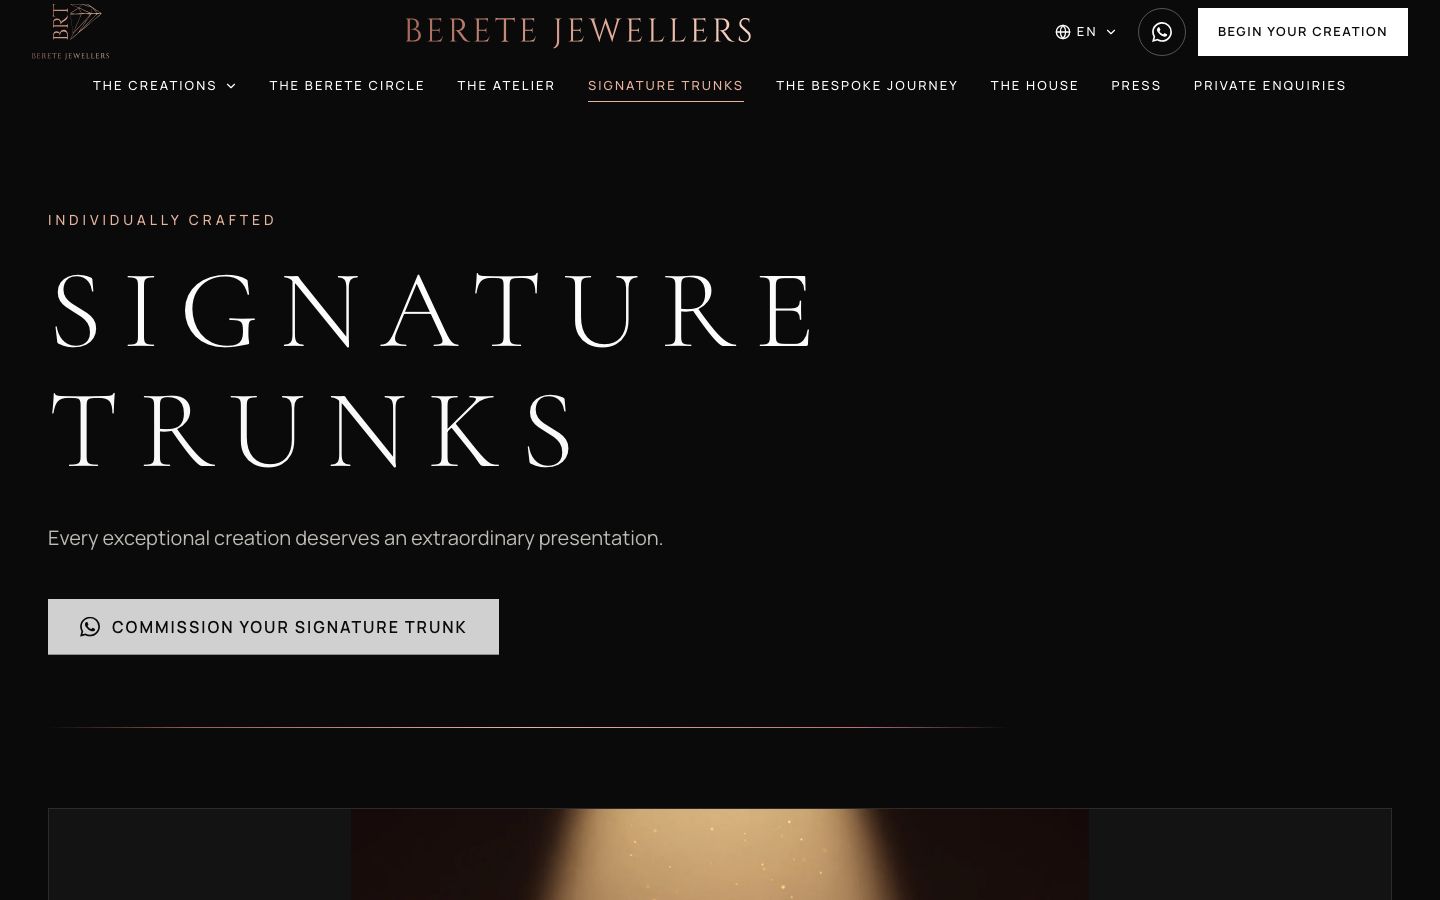 BRT
BERETE JEWELLERS
BERETE JEWELLERS
EN
BEGIN YOUR CREATION
THE CREATIONS
THE BERETE CIRCLE
THE ATELIER
SIGNATURE TRUNKS
THE BESPOKE JOURNEY
THE HOUSE
PRESS
PRIVATE ENQUIRIES
INDIVIDUALLY CRAFTED
SIGNATURE
TRUNKS
Every exceptional creation deserves an extraordinary presentation.
COMMISSION YOUR SIGNATURE TRUNK